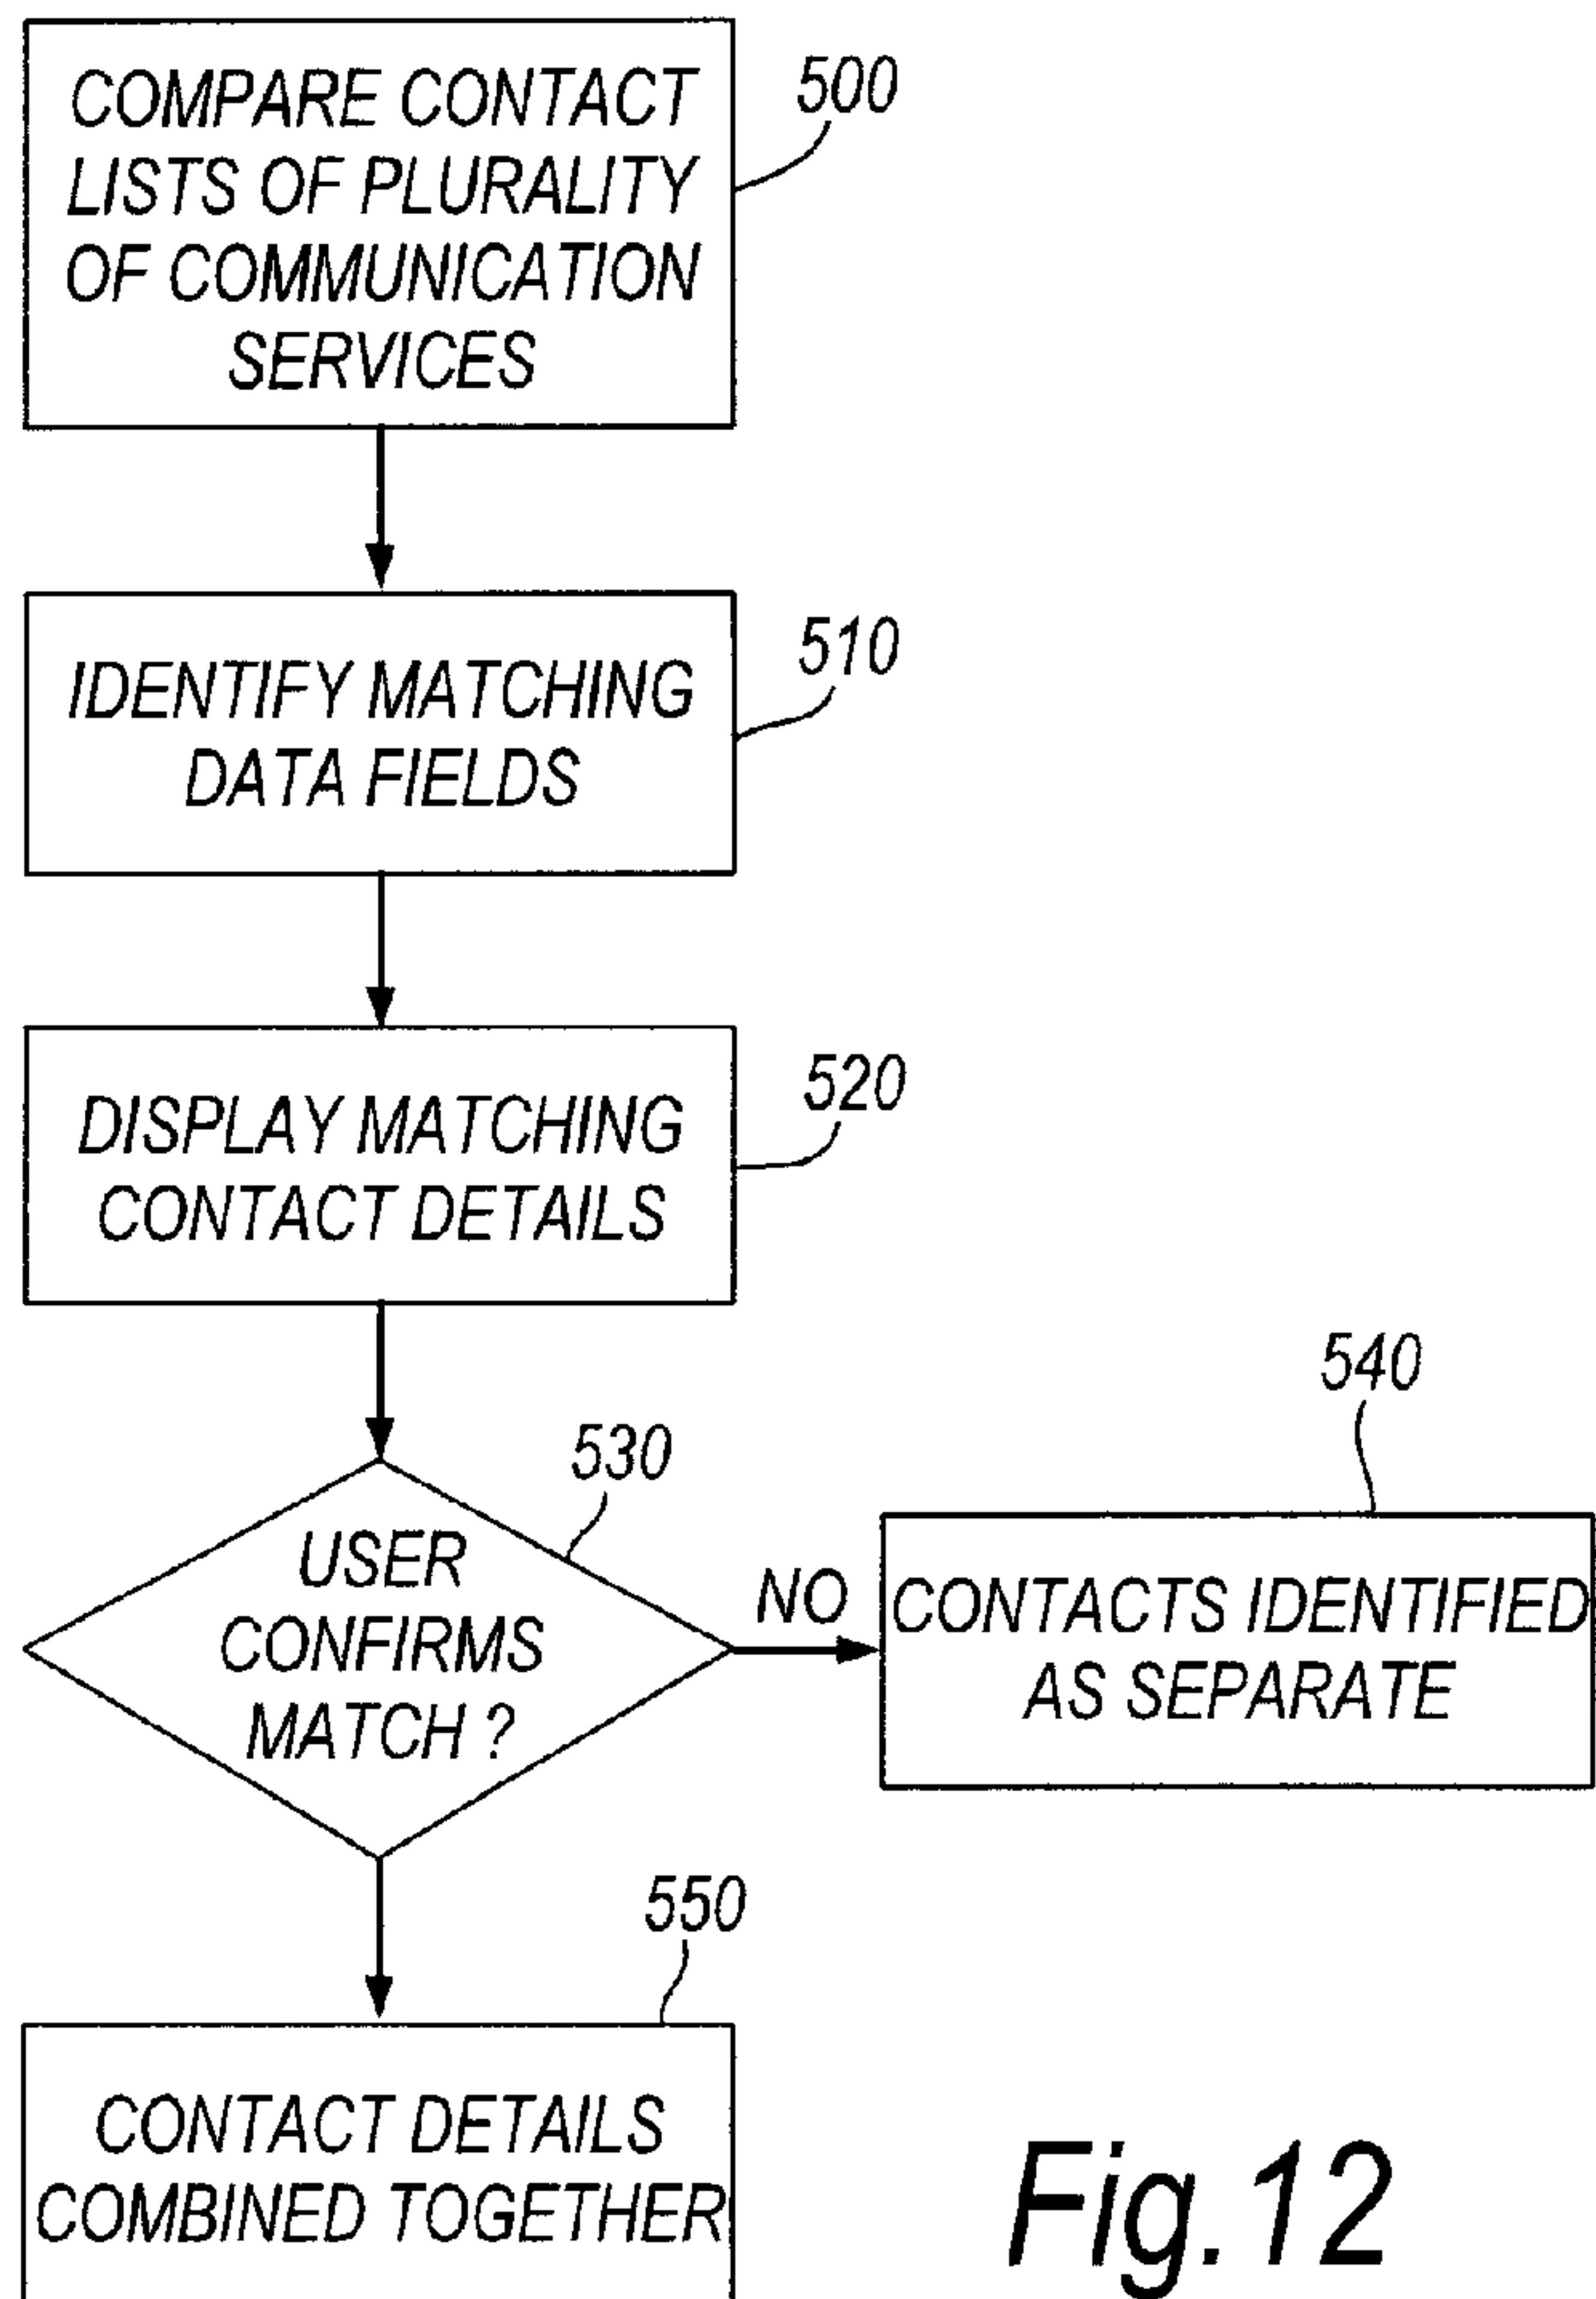 COMPARE CONTACT
LISTS OF PLURALITY
OF COMMUNICATION
SERVICES
500
IDENTIFY MATCHING
DATA FIELDS
510
DISPLAY MATCHING
CONTACT DETAILS
520
USER
CONFIRMS
MATCH ?
530
NO
CONTACTS IDENTIFIED
AS SEPARATE
540
CONTACT DETAILS
COMBINED TOGETHER
550
Fig.12